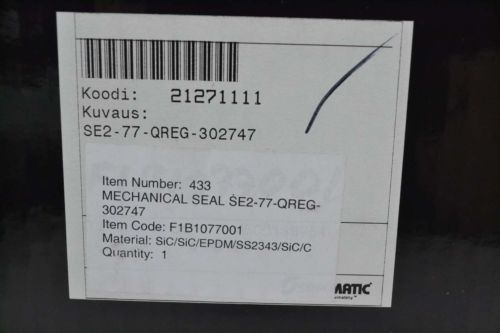 Koodi: 21271111
Kuvaus:
SE2-77-QREG-302747
Item Number: 433
MECHANICAL SEAL SE2-77-QREG-
302747
Item Code: F1B1077001
Material: SiC/SiC/EPDM/SS2343/SiC/C
Quantity: 1
MATIC